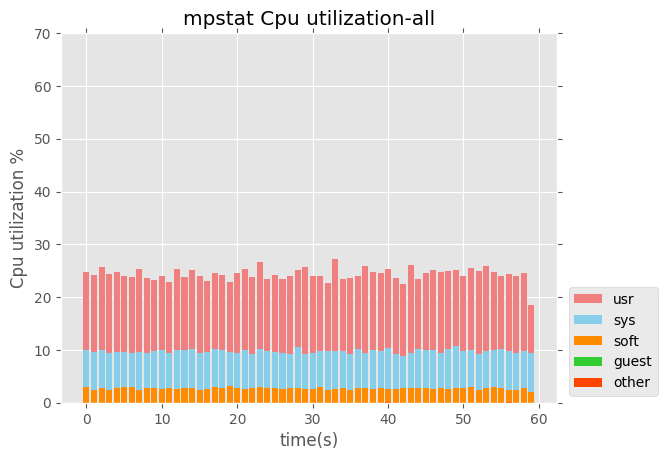 mpstat Cpu utilization-all
70
60
50
40
30
20
10
0
Cpu utilization %
0 10 20 30 40 50 60
time(s)
usr
sys
soft
guest
other